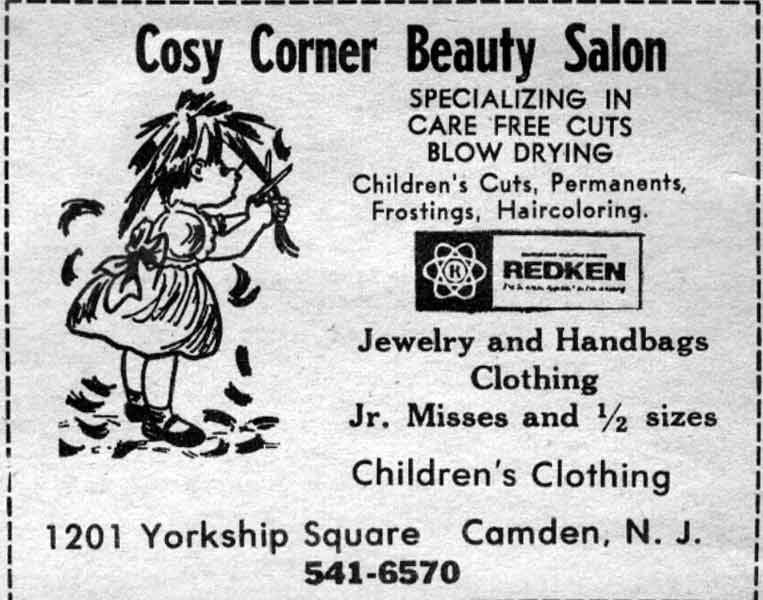 Cosy Corner Beauty Salon
SPECIALIZING IN
CARE FREE CUTS
BLOW DRYING
Children's Cuts, Permanents,
Frostings, Haircoloring.
R
REDKEN
Jewelry and Handbags
Clothing
Jr. Misses and ½ sizes
Children's Clothing
1201 Yorkship Square Camden, N. J.
541-6570